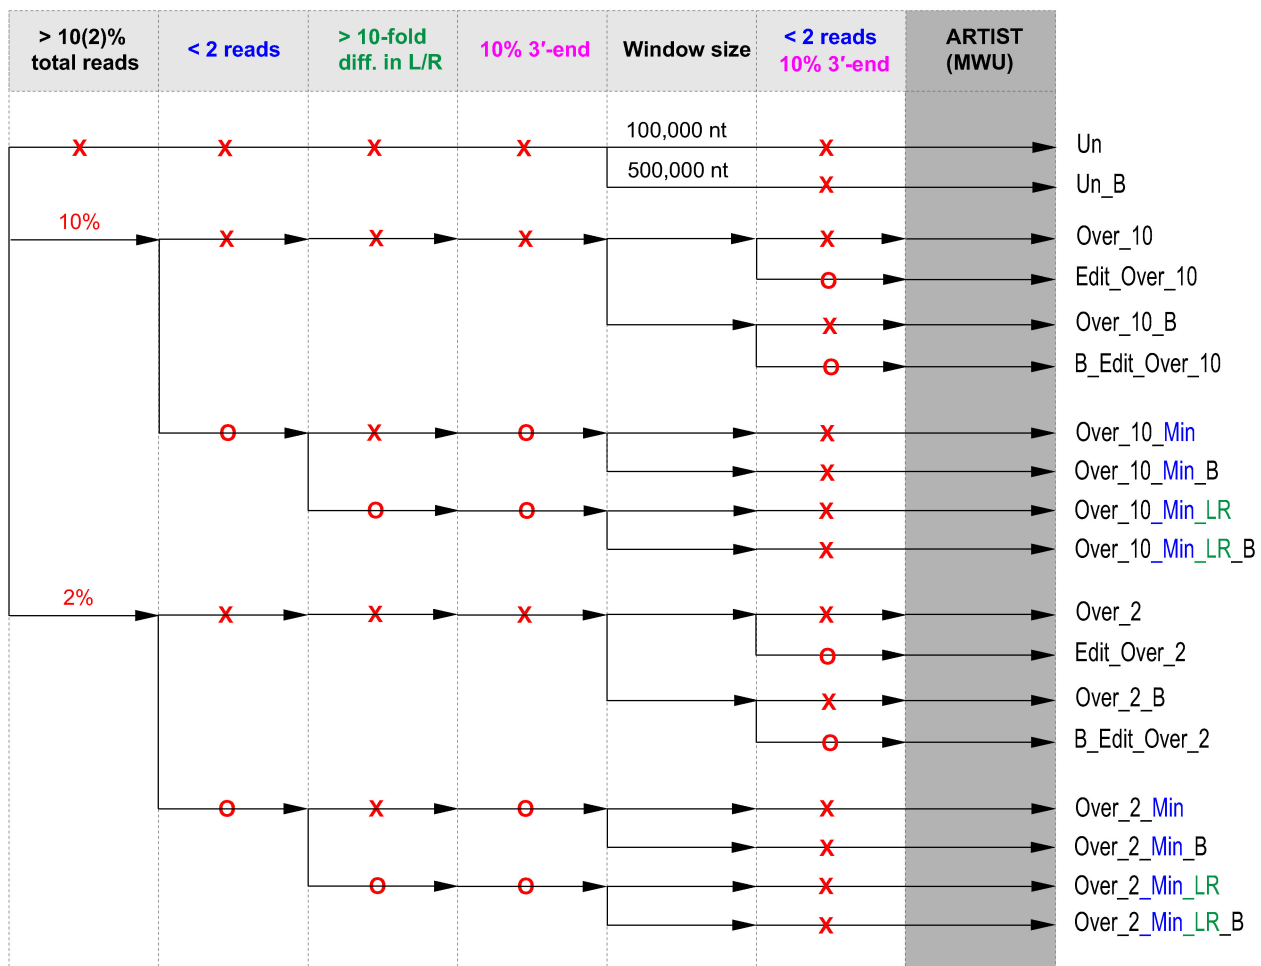 > 10(2)%
total reads
< 2 reads
> 10-fold
diff. in L/R
10% 3′-end
Window size
< 2 reads
10% 3′-end
ARTIST
(MWU)
X X X X 100,000 nt X Un
500,000 nt X Un_B
10% X X X X Over_10
O Edit_Over_10
X Over_10_B
O B_Edit_Over_10
O X O X Over_10_Min
X Over_10_Min_B
O O X Over_10_Min_LR
X Over_10_Min_LR_B
2% X X X X Over_2
O Edit_Over_2
X Over_2_B
O B_Edit_Over_2
O X O X Over_2_Min
X Over_2_Min_B
O O X Over_2_Min_LR
X Over_2_Min_LR_B